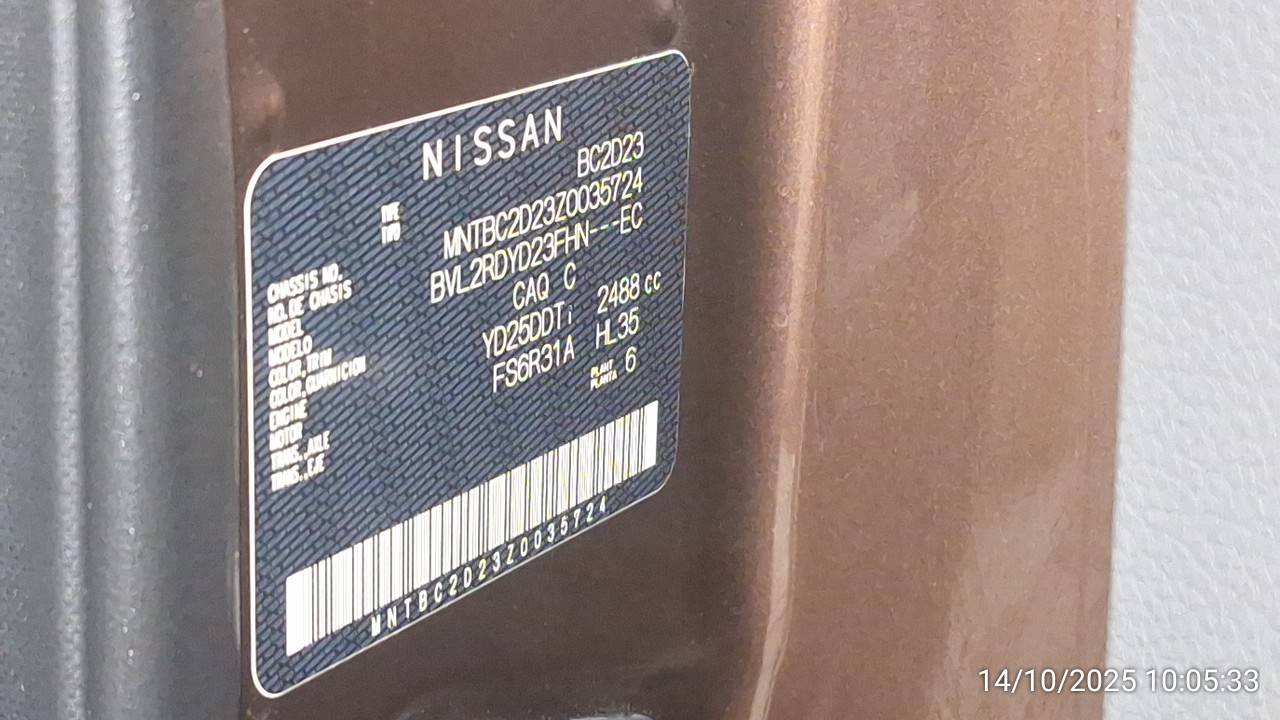 NISSAN
TYPE BC2D23
TIPO
CHASSIS NO. MNTBC2D23Z0035724
NO. DE CHASIS
MODEL BVL2RDYD23FHN---EC
MODELO
COLOR,TRIM CAQ C
COLOR,GUARNICION
ENGINE YD25DDTi 2488 cc
MOTOR
TRANS.,AXLE FS6R31A HL35
TRANS.,EJE
PLANT 6
PLANTA
MNTBC2D23Z0035724
14/10/2025 10:05:33